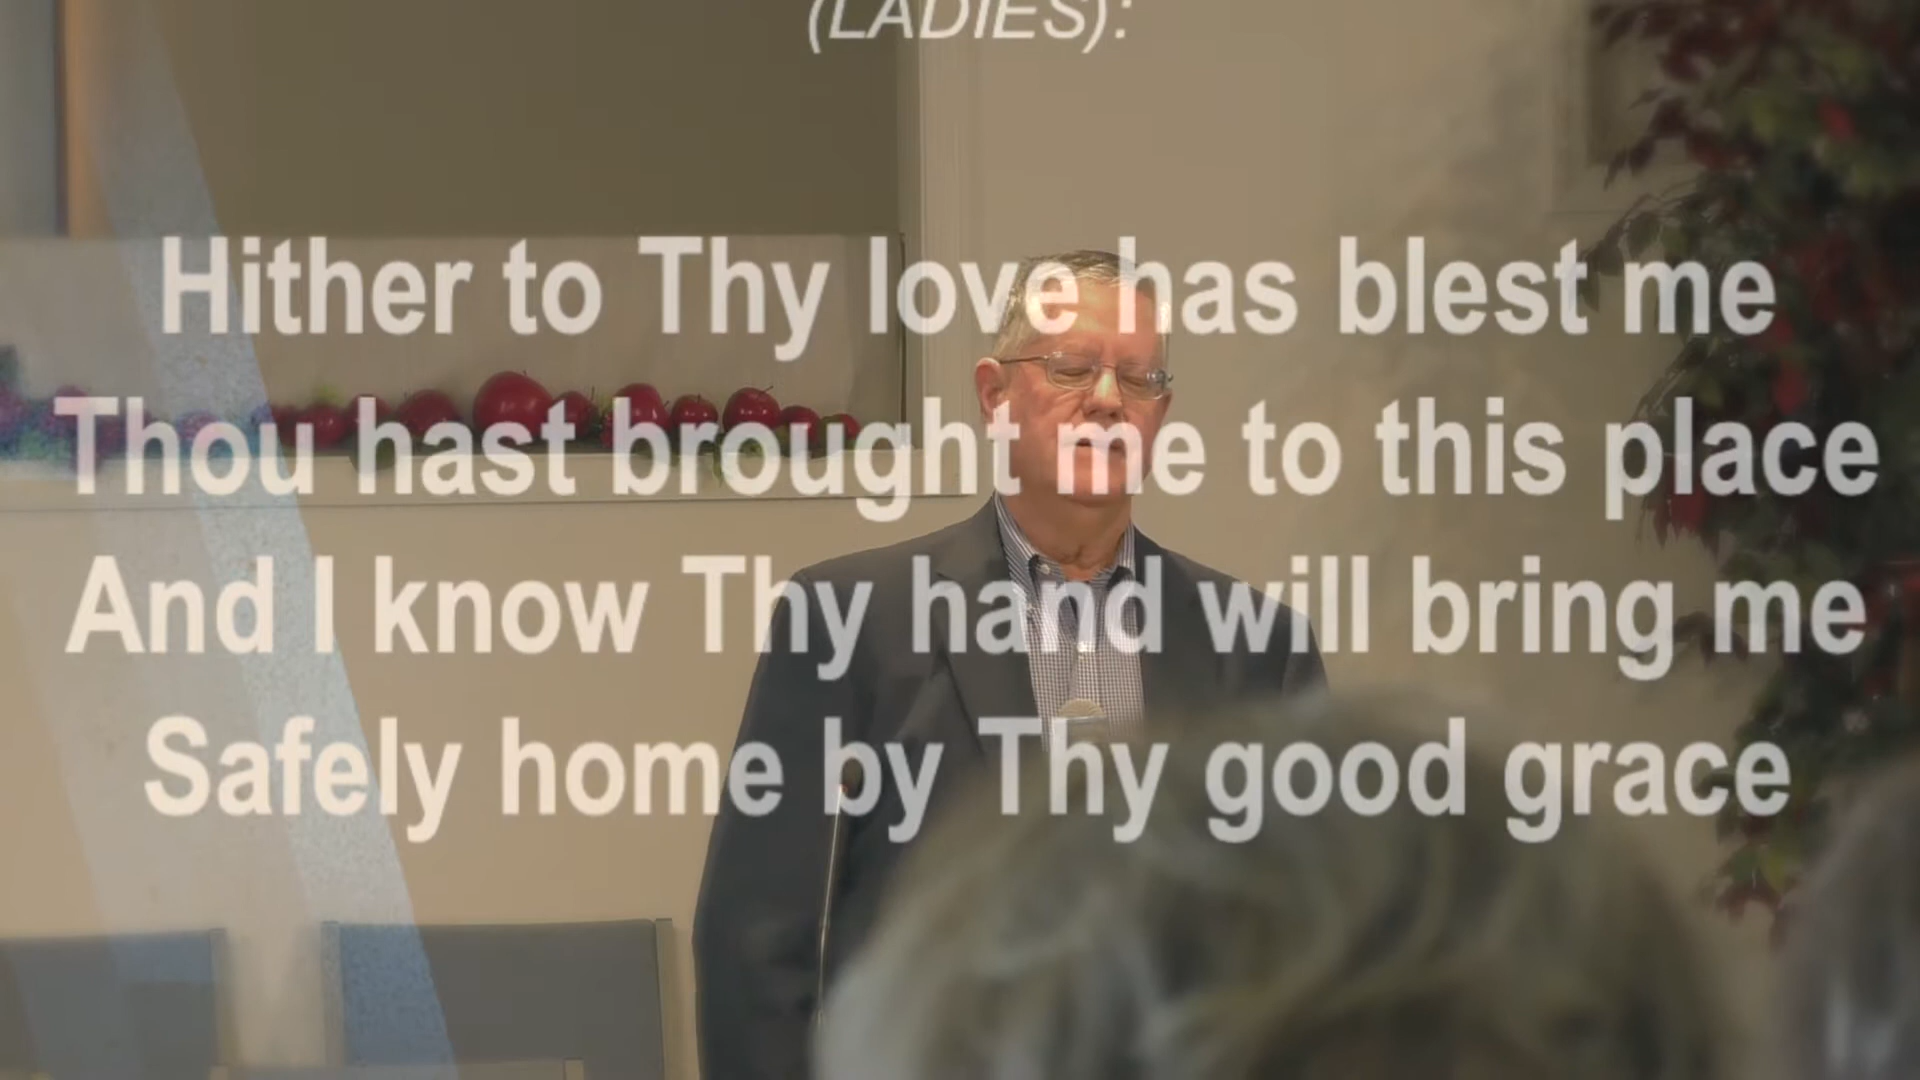 (LADIES):
Hither to Thy love has blest me
Thou hast brought me to this place
And I know Thy hand will bring me
Safely home by Thy good grace